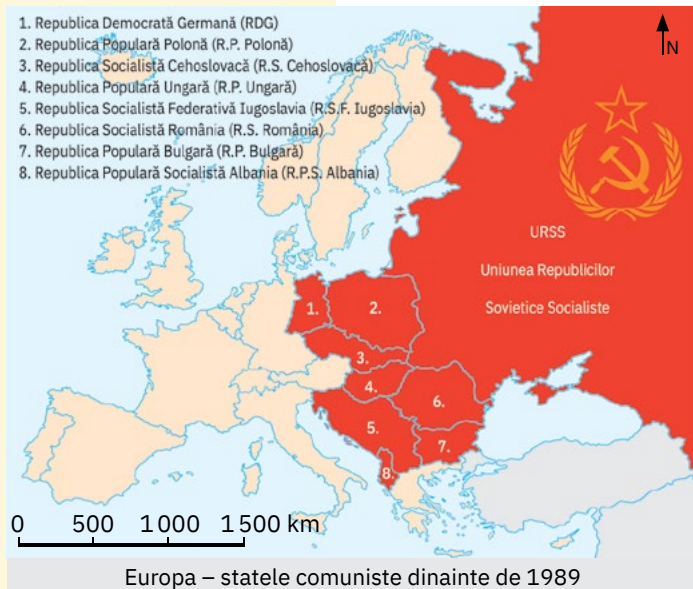 1. Republica Democrată Germană (RDG)
2. Republica Populară Polonă (R.P. Polonă)
3. Republica Socialistă Cehoslovacă (R.S. Cehoslovacă)
4. Republica Populară Ungară (R.P. Ungară)
5. Republica Socialistă Federativă Iugoslavia (R.S.F. Iugoslavia)
6. Republica Socialistă România (R.S. România)
7. Republica Populară Bulgară (R.P. Bulgară)
8. Republica Populară Socialistă Albania (R.P.S. Albania)
N
URSS
Uniunea Republicilor
Sovietice Socialiste
1.
2.
3.
4.
5.
6.
7.
8.
0 500 1 000 1 500 km
Europa – statele comuniste dinainte de 1989